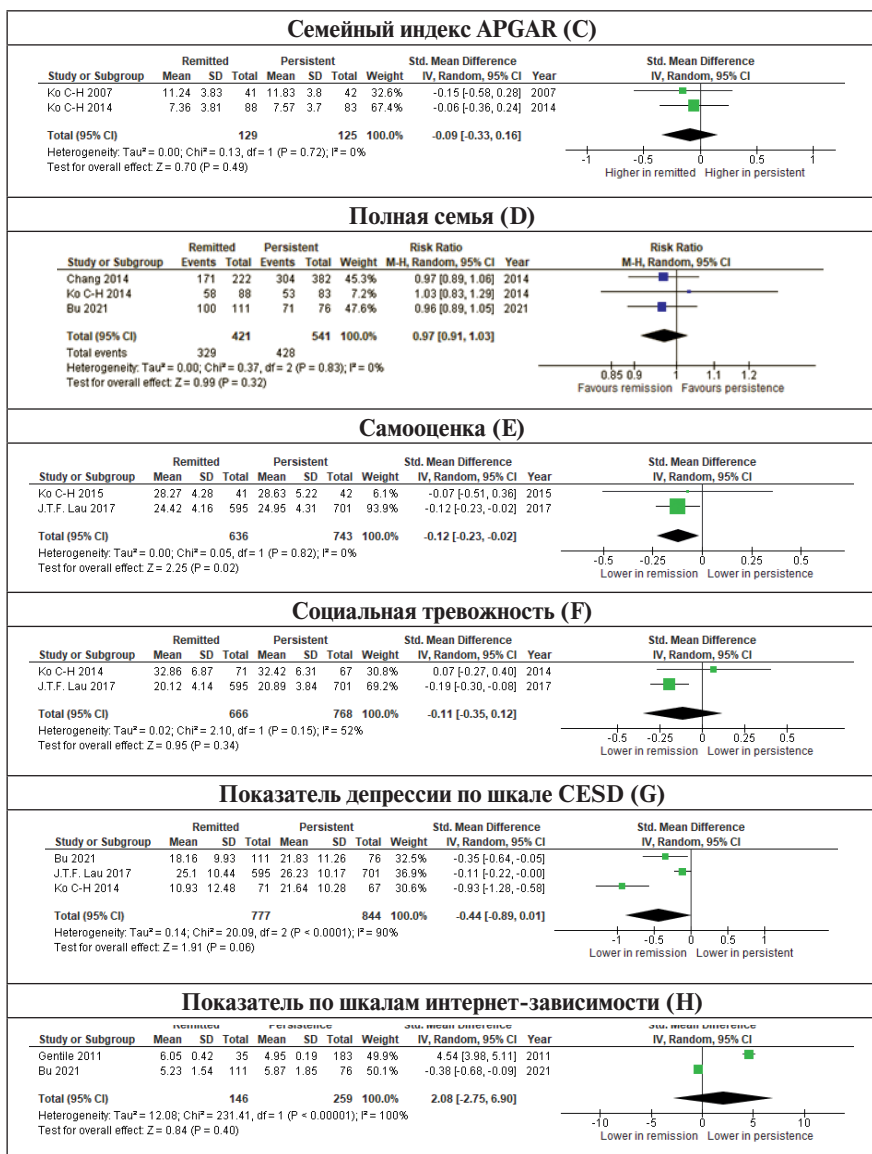 Семейный индекс APGAR (C)
Remitted Persistent Std. Mean Difference Std. Mean Difference
Study or Subgroup Mean SD Total Mean SD Total Weight IV, Random, 95% CI Year IV, Random, 95% CI
Ko C-H 2007 11.24 3.83 41 11.83 3.8 42 32.6% -0.15 [-0.58, 0.28] 2007
Ko C-H 2014 7.36 3.81 88 7.57 3.7 83 67.4% -0.06 [-0.36, 0.24] 2014
Total (95% CI) 129 125 100.0% -0.09 [-0.33, 0.16]
Heterogeneity: Tau² = 0.00; Chi² = 0.13, df = 1 (P = 0.72); I² = 0%
Test for overall effect: Z = 0.70 (P = 0.49)
-1 -0.5 0 0.5 1
Higher in remitted Higher in persistent
Полная семья (D)
Remitted Persistent Risk Ratio Risk Ratio
Study or Subgroup Events Total Events Total Weight M-H, Random, 95% CI Year M-H, Random, 95% CI
Chang 2014 171 222 304 382 45.3% 0.97 [0.89, 1.06] 2014
Ko C-H 2014 58 88 53 83 7.2% 1.03 [0.83, 1.29] 2014
Bu 2021 100 111 71 76 47.6% 0.96 [0.89, 1.05] 2021
Total (95% CI) 421 541 100.0% 0.97 [0.91, 1.03]
Total events 329 428
Heterogeneity: Tau² = 0.00; Chi² = 0.37, df = 2 (P = 0.83); I² = 0%
Test for overall effect: Z = 0.99 (P = 0.32)
0.85 0.9 1 1.1 1.2
Favours remission Favours persistence
Самооценка (E)
Remitted Persistent Std. Mean Difference Std. Mean Difference
Study or Subgroup Mean SD Total Mean SD Total Weight IV, Random, 95% CI Year IV, Random, 95% CI
Ko C-H 2015 28.27 4.28 41 28.63 5.22 42 6.1% -0.07 [-0.51, 0.36] 2015
J.T.F. Lau 2017 24.42 4.16 595 24.95 4.31 701 93.9% -0.12 [-0.23, -0.02] 2017
Total (95% CI) 636 743 100.0% -0.12 [-0.23, -0.02]
Heterogeneity: Tau² = 0.00; Chi² = 0.05, df = 1 (P = 0.82); I² = 0%
Test for overall effect: Z = 2.25 (P = 0.02)
-0.5 -0.25 0 0.25 0.5
Lower in remission Lower in persistence
Социальная тревожность (F)
Remitted Persistent Std. Mean Difference Std. Mean Difference
Study or Subgroup Mean SD Total Mean SD Total Weight IV, Random, 95% CI Year IV, Random, 95% CI
Ko C-H 2014 32.86 6.87 71 32.42 6.31 67 30.8% 0.07 [-0.27, 0.40] 2014
J.T.F. Lau 2017 20.12 4.14 595 20.89 3.84 701 69.2% -0.19 [-0.30, -0.08] 2017
Total (95% CI) 666 768 100.0% -0.11 [-0.35, 0.12]
Heterogeneity: Tau² = 0.02; Chi² = 2.10, df = 1 (P = 0.15); I² = 52%
Test for overall effect: Z = 0.95 (P = 0.34)
-0.5 -0.25 0 0.25 0.5
Lower in remission Lower in persistence
Показатель депрессии по шкале CESD (G)
Remitted Persistent Std. Mean Difference Std. Mean Difference
Study or Subgroup Mean SD Total Mean SD Total Weight IV, Random, 95% CI IV, Random, 95% CI
Bu 2021 18.16 9.93 111 21.83 11.26 76 32.5% -0.35 [-0.64, -0.05]
J.T.F. Lau 2017 25.1 10.44 595 26.23 10.17 701 36.9% -0.11 [-0.22, -0.00]
Ko C-H 2014 10.93 12.48 71 21.64 10.28 67 30.6% -0.93 [-1.28, -0.58]
Total (95% CI) 777 844 100.0% -0.44 [-0.89, 0.01]
Heterogeneity: Tau² = 0.14; Chi² = 20.09, df = 2 (P < 0.0001); I² = 90%
Test for overall effect: Z = 1.91 (P = 0.06)
-1 -0.5 0 0.5 1
Lower in remission Lower in persistent
Показатель по шкалам интернет-зависимости (H)
Remitted Persistence Std. Mean Difference Std. Mean Difference
Study or Subgroup Mean SD Total Mean SD Total Weight IV, Random, 95% CI Year IV, Random, 95% CI
Gentile 2011 6.05 0.42 35 4.95 0.19 183 49.9% 4.54 [3.98, 5.11] 2011
Bu 2021 5.23 1.54 111 5.87 1.85 76 50.1% -0.38 [-0.68, -0.09] 2021
Total (95% CI) 146 259 100.0% 2.08 [-2.75, 6.90]
Heterogeneity: Tau² = 12.08; Chi² = 231.41, df = 1 (P < 0.00001); I² = 100%
Test for overall effect: Z = 0.84 (P = 0.40)
-10 -5 0 5 10
Lower in remission Lower in persistence